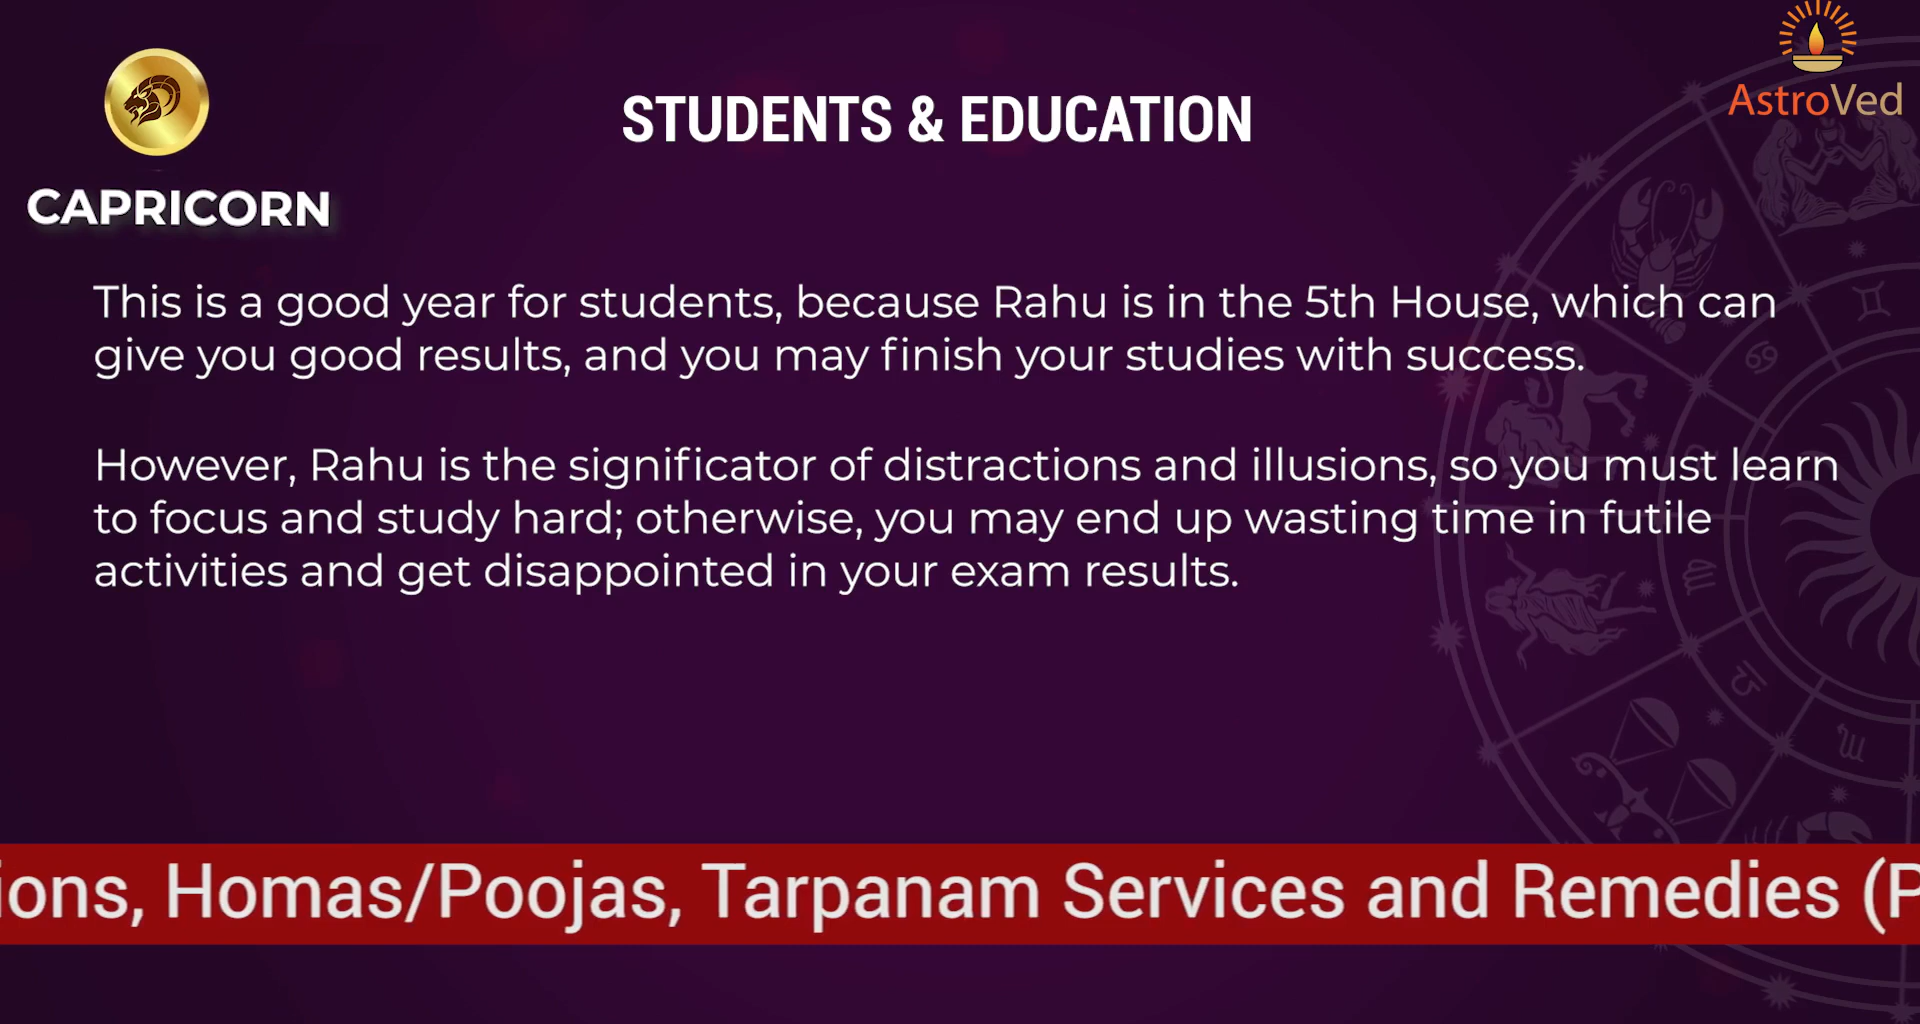 AstroVed
STUDENTS & EDUCATION
CAPRICORN
This is a good year for students, because Rahu is in the 5th House, which can
give you good results, and you may finish your studies with success.
However, Rahu is the significator of distractions and illusions, so you must learn
to focus and study hard; otherwise, you may end up wasting time in futile
activities and get disappointed in your exam results.
ions, Homas/Poojas, Tarpanam Services and Remedies (P